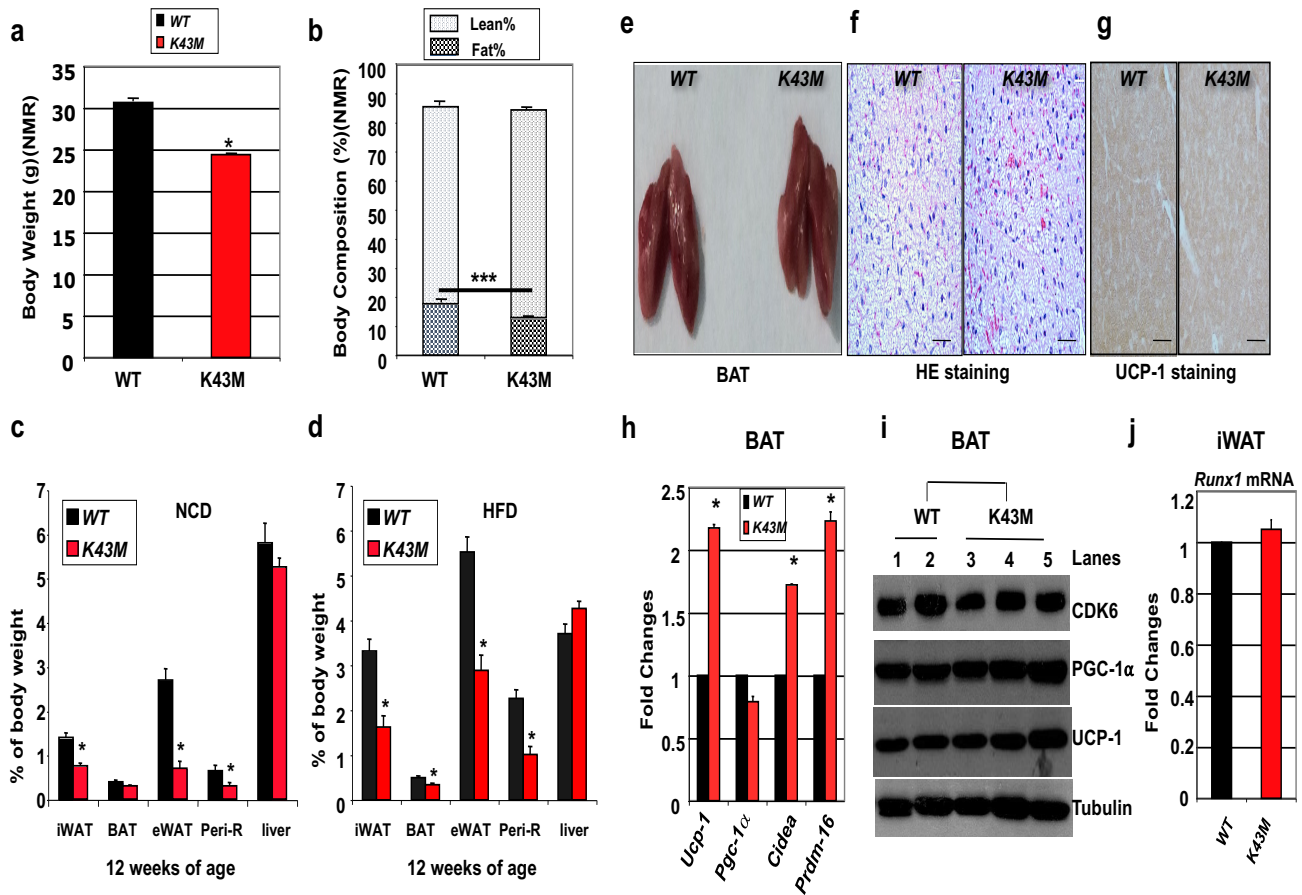 a
WT
K43M
Body Weight (g)(NMR)
35
30
25
20
15
10
5
0
WT K43M
*
b
Lean%
Fat%
Body Composition (%)(NMR)
100
90
80
70
60
50
40
30
20
10
0
***
WT K43M
e
WT K43M
BAT
f
WT K43M
HE staining
g
WT K43M
UCP-1 staining
c
NCD
WT
K43M
% of body weight
7
6
5
4
3
2
1
0
* * *
iWAT BAT eWAT Peri-R liver
12 weeks of age
d
HFD
WT
K43M
% of body weight
7
6
5
4
3
2
1
0
* * * *
iWAT BAT eWAT Peri-R liver
12 weeks of age
h
BAT
WT
K43M
Fold Changes
2.5
2
1.5
1
0.5
0
* * *
Ucp-1 Pgc-1α Cidea Prdm-16
i
BAT
WT K43M
1 2 3 4 5 Lanes
CDK6
PGC-1α
UCP-1
Tubulin
j
iWAT
Runx1 mRNA
Fold Changes
1.2
1
0.8
0.6
0.4
0.2
0
WT K43M